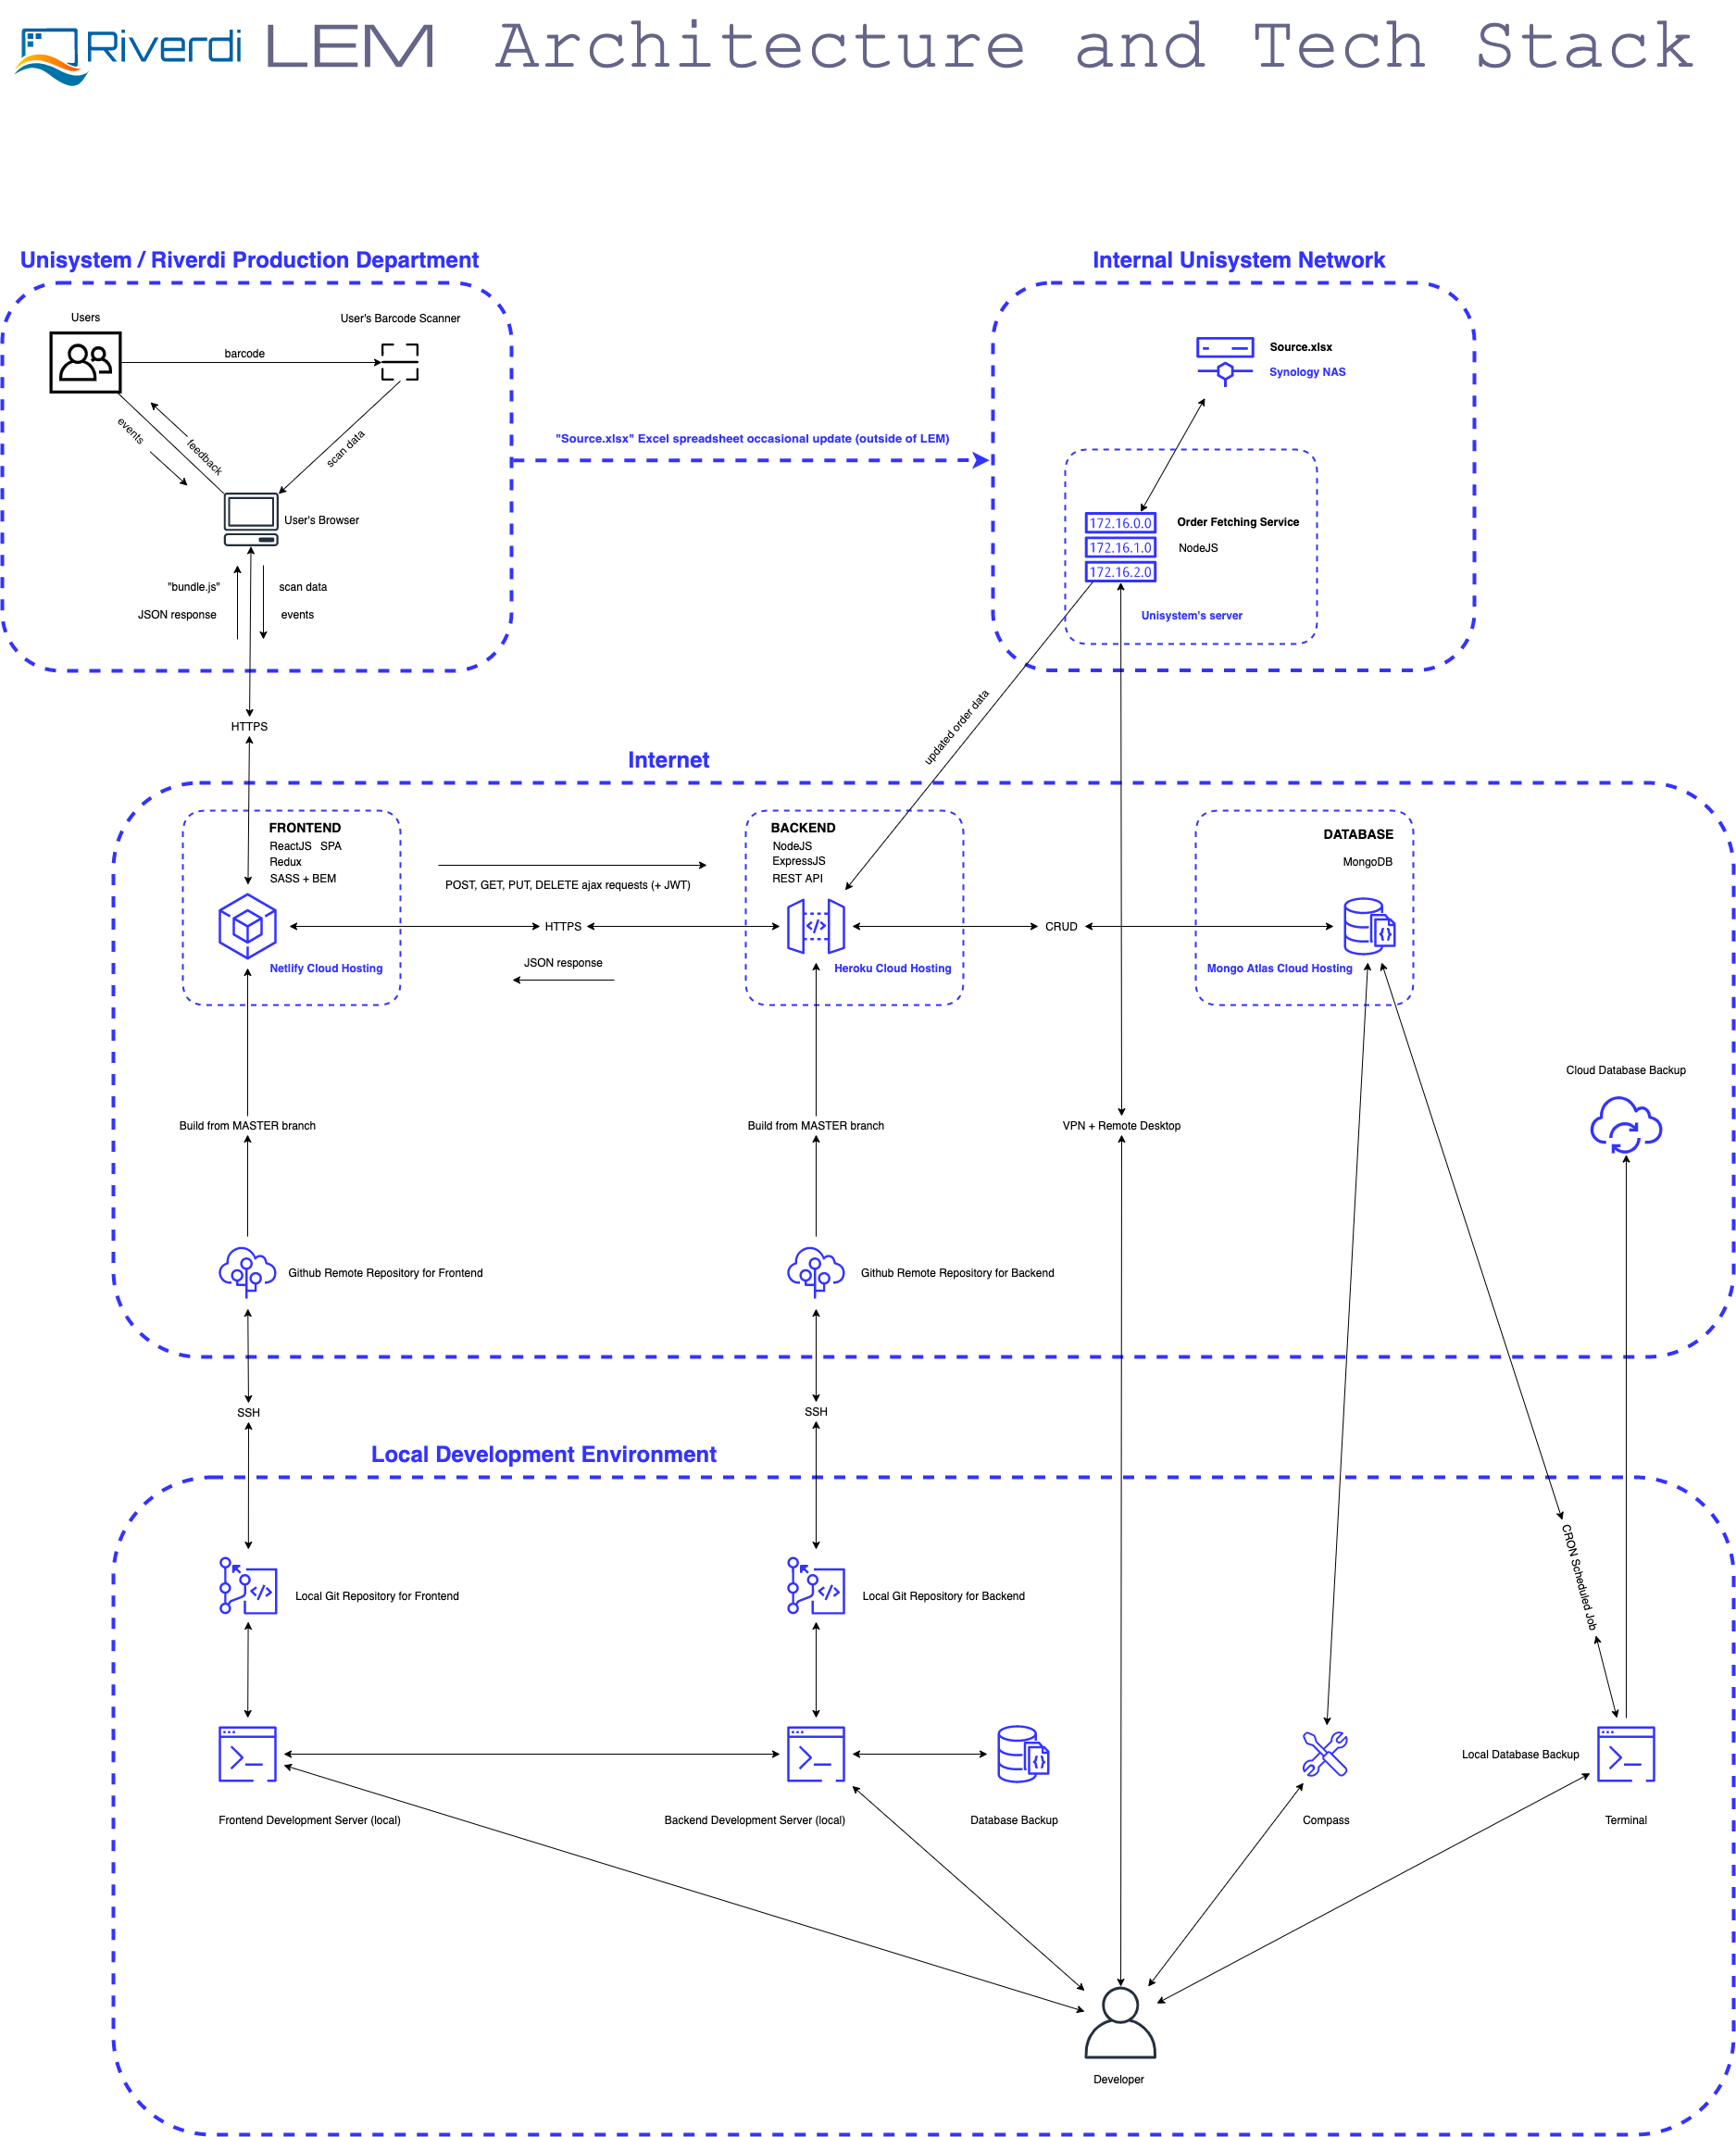 Riverdi LEM Architecture and Tech Stack
Unisystem / Riverdi Production Department
Users
User's Barcode Scanner
barcode
events
feedback
scan data
User's Browser
"bundle.js"
JSON response
scan data
events
HTTPS
"Source.xlsx" Excel spreadsheet occasional update (outside of LEM)
Internal Unisystem Network
Source.xlsx
Synology NAS
172.16.0.0
172.16.1.0
172.16.2.0
Order Fetching Service
NodeJS
Unisystem's server
updated order data
Internet
FRONTEND
ReactJS SPA
Redux
SASS + BEM
Netlify Cloud Hosting
POST, GET, PUT, DELETE ajax requests (+ JWT)
HTTPS
JSON response
BACKEND
NodeJS
ExpressJS
REST API
Heroku Cloud Hosting
CRUD
DATABASE
MongoDB
Mongo Atlas Cloud Hosting
Cloud Database Backup
Build from MASTER branch
Build from MASTER branch
VPN + Remote Desktop
Github Remote Repository for Frontend
Github Remote Repository for Backend
SSH
SSH
Local Development Environment
CRON Scheduled Job
Local Git Repository for Frontend
Local Git Repository for Backend
Local Database Backup
Frontend Development Server (local)
Backend Development Server (local)
Database Backup
Compass
Terminal
Developer